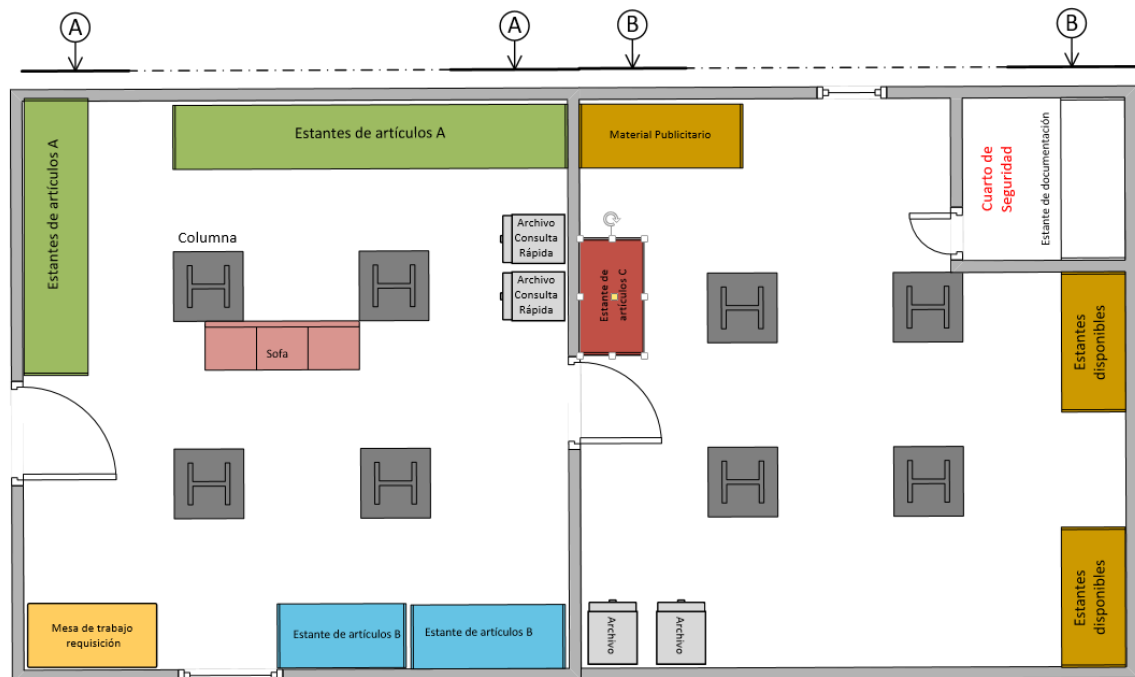 A
A
B
B
Estantes de artículos A
Estantes de artículos A
Material Publicitario
Cuarto de
Seguridad
Estante de documentación
Archivo
Consulta
Rápida
Archivo
Consulta
Rápida
Columna
Estante de
artículos C
Sofa
Estantes
disponibles
Mesa de trabajo
requisición
Estante de artículos B
Estante de artículos B
Archivo
Archivo
Estantes
disponibles